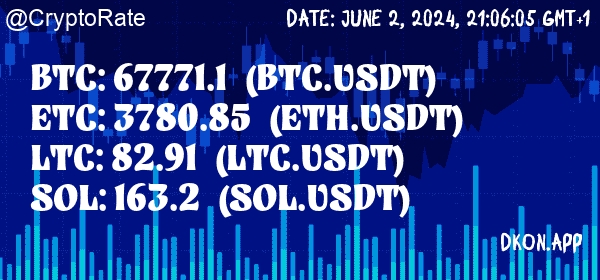 @CryptoRate
DATE: JUNE 2, 2024, 21:06:05 GMT+1
BTC: 67771.1 (BTC.USDT)
ETC: 3780.85 (ETH.USDT)
LTC: 82.91 (LTC.USDT)
SOL: 163.2 (SOL.USDT)
DKON.APP